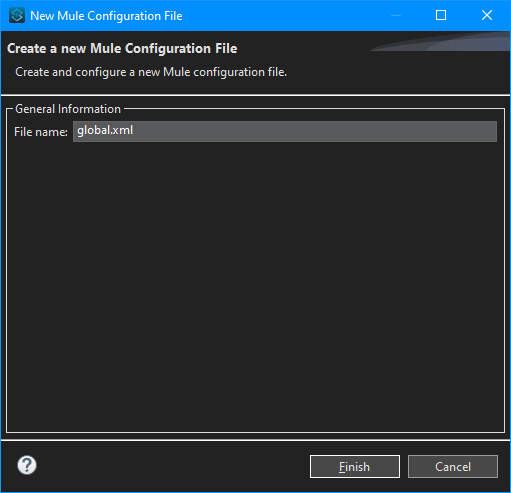 New Mule Configuration File
Create a new Mule Configuration File
Create and configure a new Mule configuration file.
General Information
File name: global.xml
?
Finish Cancel